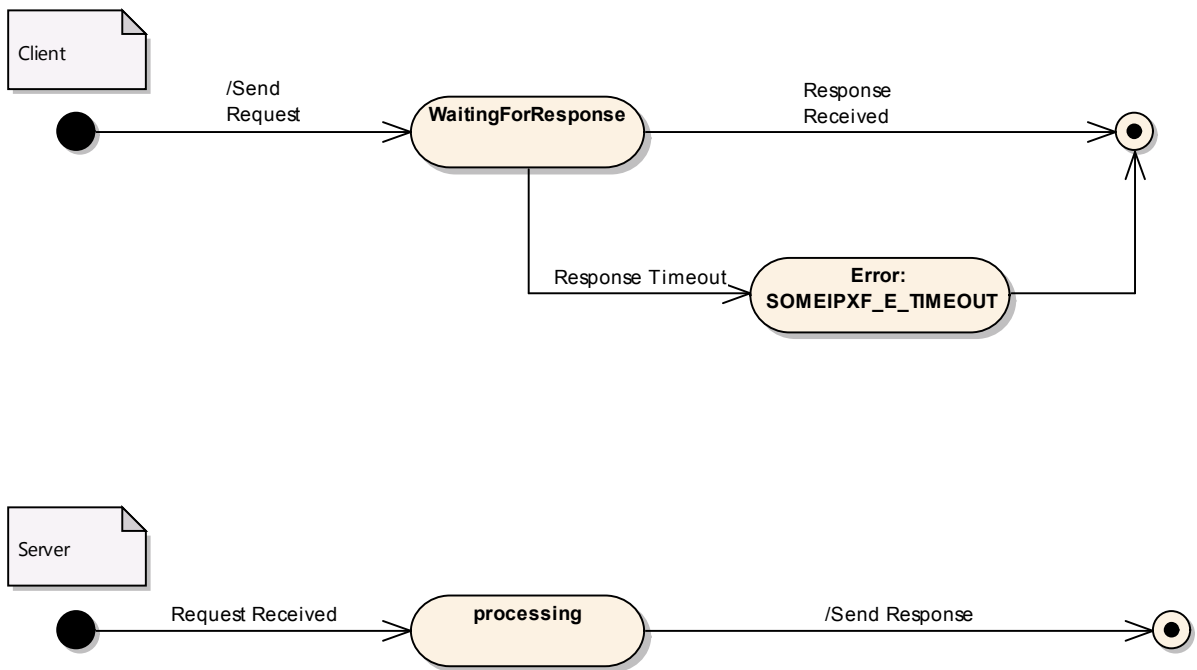 Client
/Send
Request
WaitingForResponse
Response
Received
Response Timeout
Error:
SOMEIPXF_E_TIMEOUT
Server
Request Received
processing
/Send Response